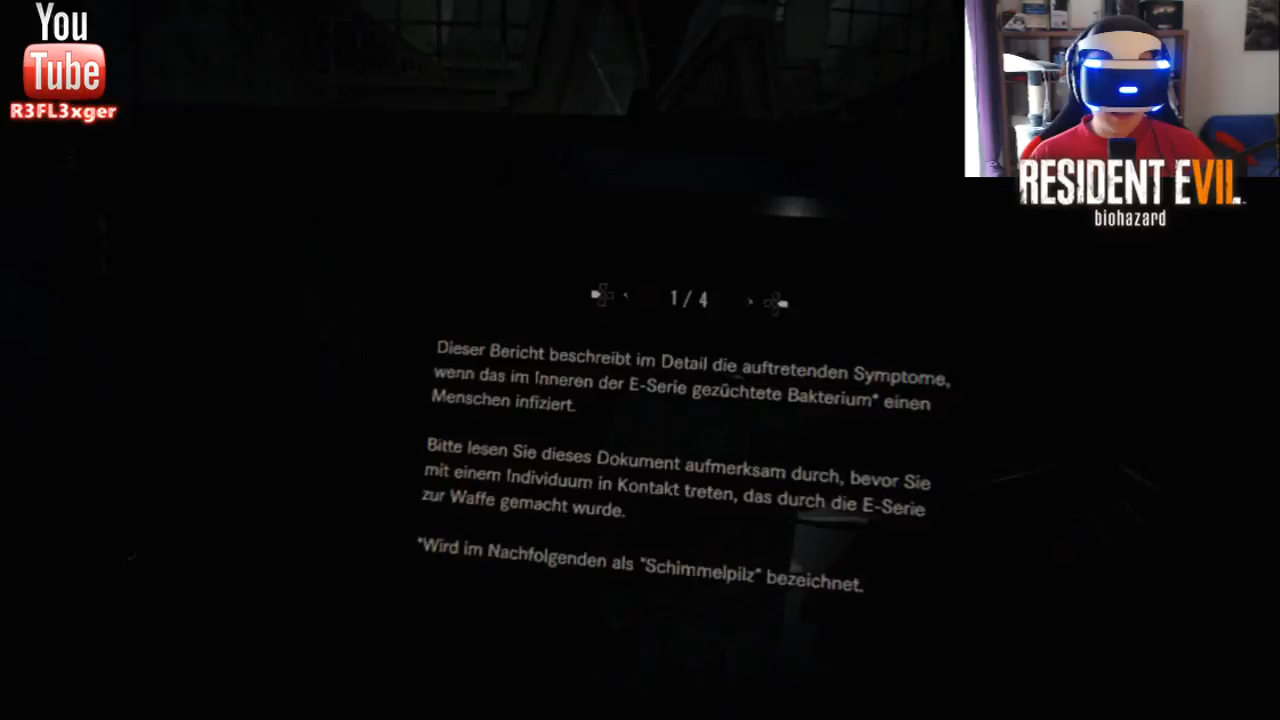 You
Tube
R3FL3xger
RESIDENT EVII.
biohazard
1 / 4
Dieser Bericht beschreibt im Detail die auftretenden Symptome,
wenn das im Inneren der E-Serie gezüchtete Bakterium* einen
Menschen infiziert.
Bitte lesen Sie dieses Dokument aufmerksam durch, bevor Sie
mit einem Individuum in Kontakt treten, das durch die E-Serie
zur Waffe gemacht wurde.
*Wird im Nachfolgenden als "Schimmelpilz" bezeichnet.